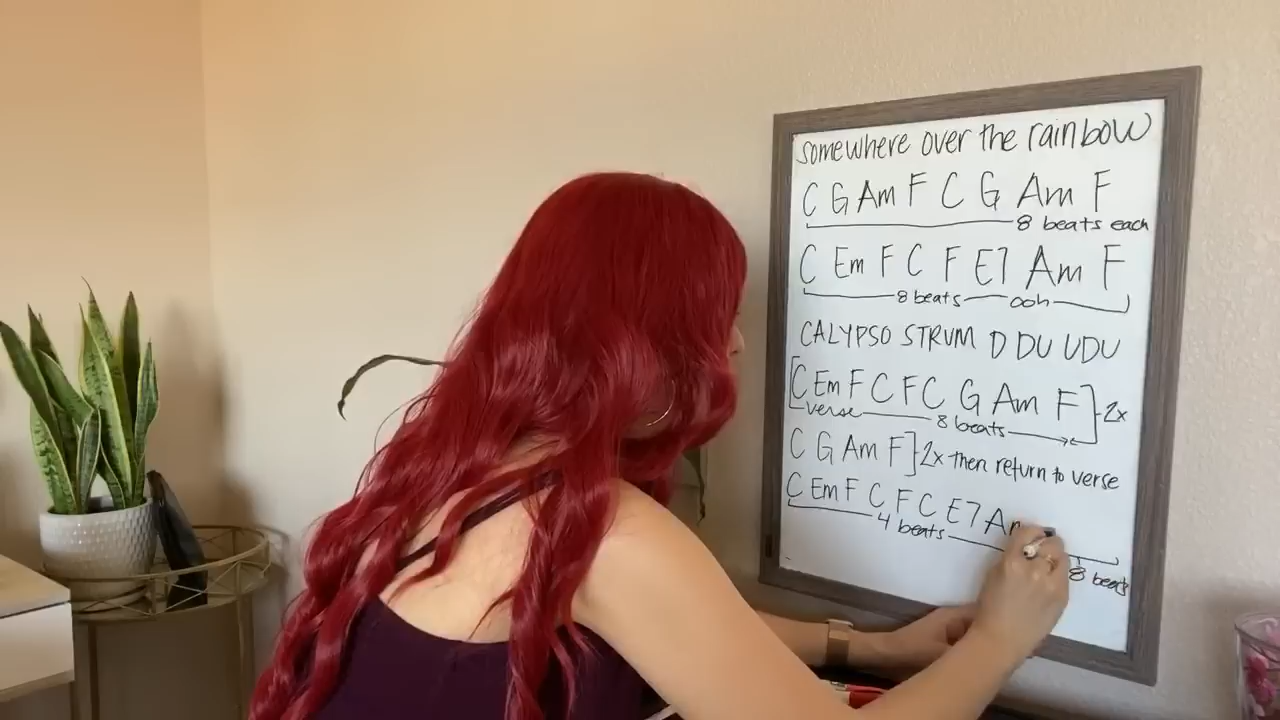 somewhere over the rainbow
C G Am F C G Am F
8 beats each
C Em F C F E7 Am F
8 beats ooh
CALYPSO STRUM D DU UDU
[C Em F C F C G Am F] 2x
verse 8 beats
C G Am F] 2x then return to verse
C Em F C F C E7 Am
4 beats
8 beats